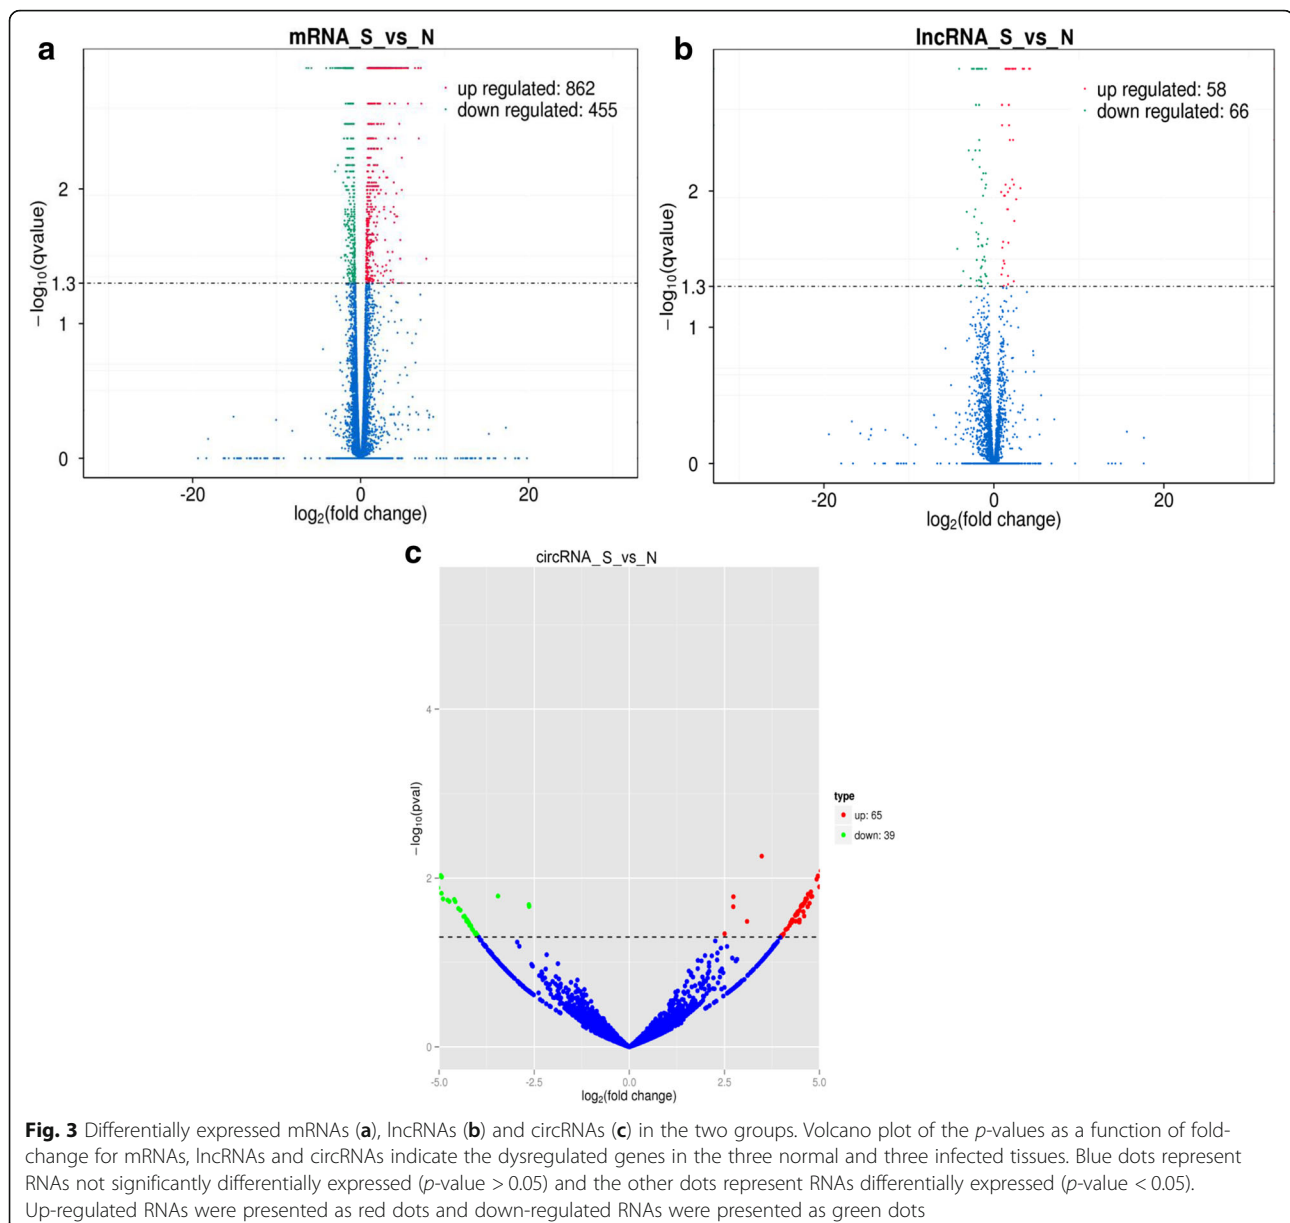 a
mRNA_S_vs_N
up regulated: 862
down regulated: 455
2
1.3
1
0
−log10(qvalue)
-20
0
20
log2(fold change)
b
lncRNA_S_vs_N
up regulated: 58
down regulated: 66
2
1.3
1
0
−log10(qvalue)
-20
0
20
log2(fold change)
c
circRNA_S_vs_N
4
2
0
−log10(pval)
type
up: 65
down: 39
-5.0
-2.5
0.0
2.5
5.0
log2(fold change)
Fig. 3 Differentially expressed mRNAs (a), lncRNAs (b) and circRNAs (c) in the two groups. Volcano plot of the p-values as a function of fold-
change for mRNAs, lncRNAs and circRNAs indicate the dysregulated genes in the three normal and three infected tissues. Blue dots represent
RNAs not significantly differentially expressed (p-value > 0.05) and the other dots represent RNAs differentially expressed (p-value < 0.05).
Up-regulated RNAs were presented as red dots and down-regulated RNAs were presented as green dots